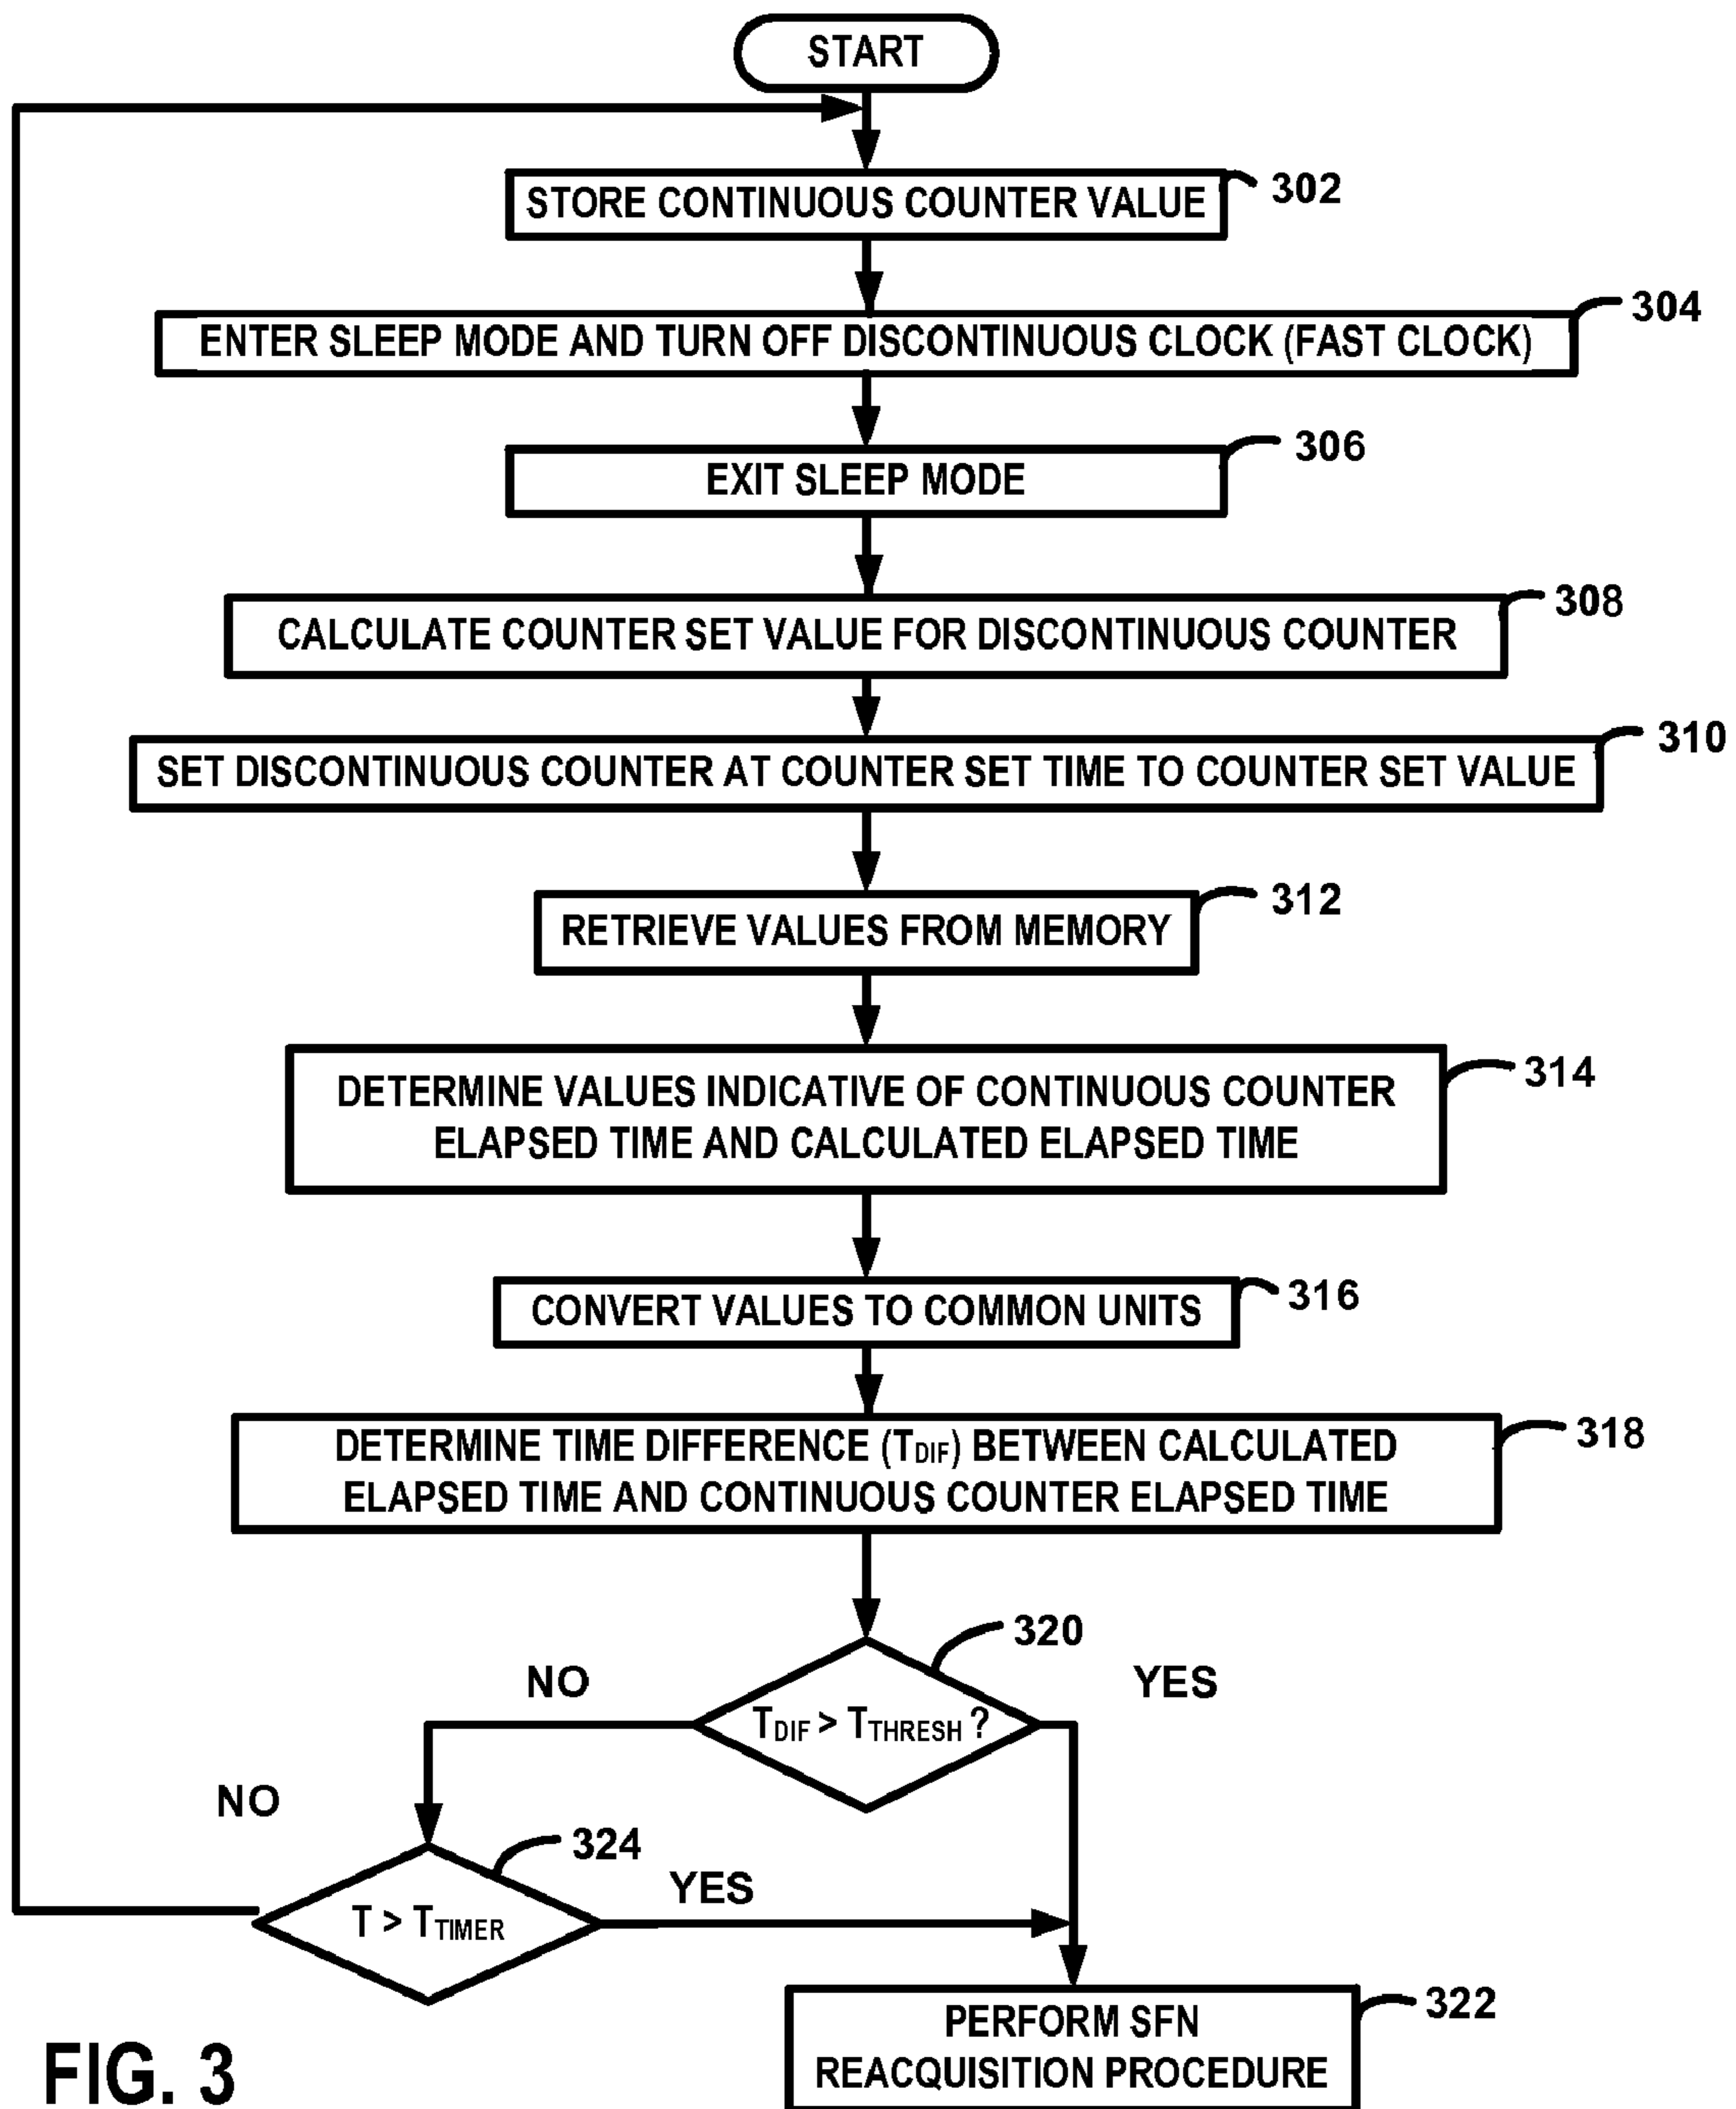 START
STORE CONTINUOUS COUNTER VALUE
302
ENTER SLEEP MODE AND TURN OFF DISCONTINUOUS CLOCK (FAST CLOCK)
304
EXIT SLEEP MODE
306
CALCULATE COUNTER SET VALUE FOR DISCONTINUOUS COUNTER
308
SET DISCONTINUOUS COUNTER AT COUNTER SET TIME TO COUNTER SET VALUE
310
RETRIEVE VALUES FROM MEMORY
312
DETERMINE VALUES INDICATIVE OF CONTINUOUS COUNTER
ELAPSED TIME AND CALCULATED ELAPSED TIME
314
CONVERT VALUES TO COMMON UNITS
316
DETERMINE TIME DIFFERENCE (TDIF) BETWEEN CALCULATED
ELAPSED TIME AND CONTINUOUS COUNTER ELAPSED TIME
318
320
NO
YES
TDIF > TTHRESH ?
NO
324
YES
T > TTIMER
PERFORM SFN
REACQUISITION PROCEDURE
322
FIG. 3